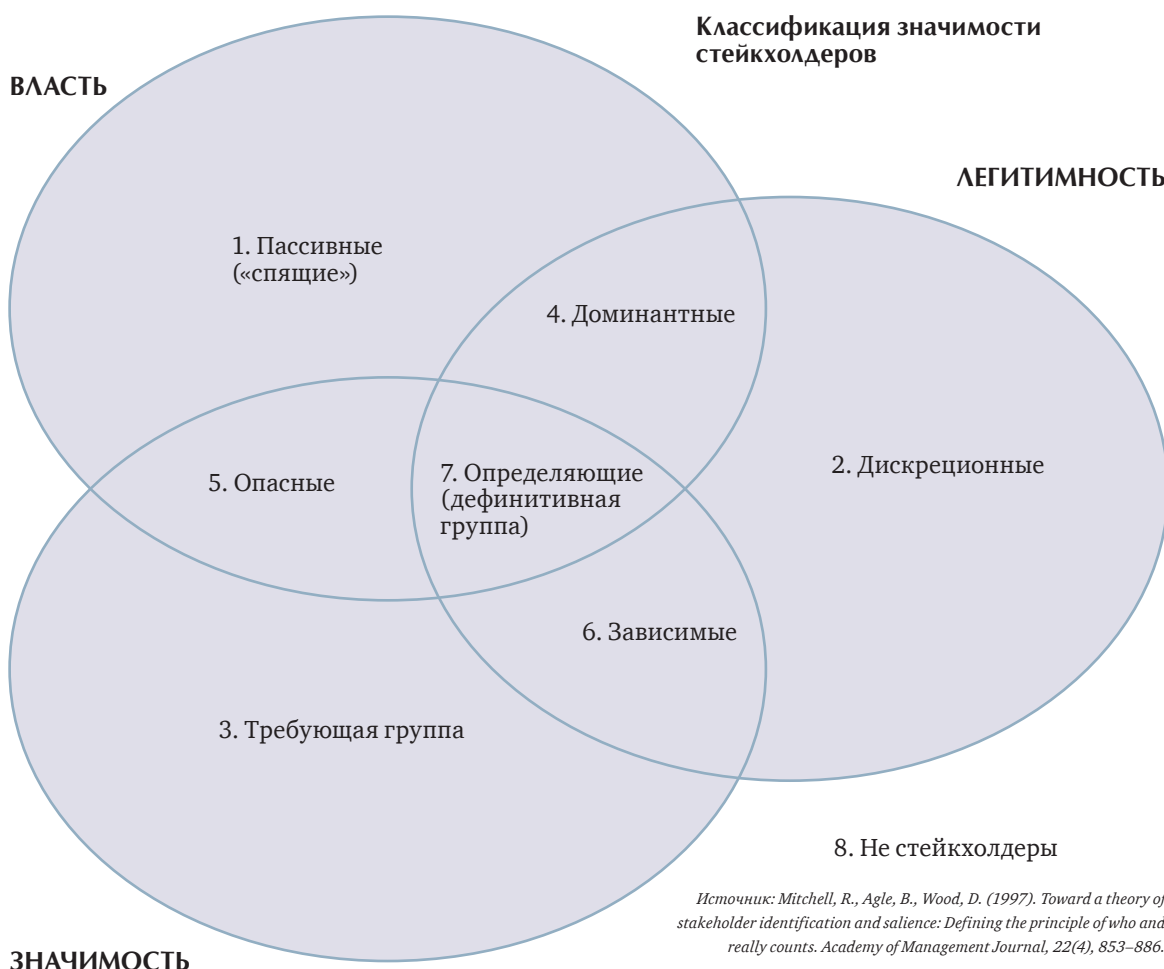 Классификация значимости
стейкхолдеров
ВЛАСТЬ
ЛЕГИТИМНОСТЬ
1. Пассивные
(«спящие»)
4. Доминантные
5. Опасные
7. Определяющие
(дефинитивная
группа)
2. Дискреционные
6. Зависимые
3. Требующая группа
8. Не стейкхолдеры
Источник: Mitchell, R., Agle, B., Wood, D. (1997). Toward a theory of
stakeholder identification and salience: Defining the principle of who and
really counts. Academy of Management Journal, 22(4), 853–886.
ЗНАЧИМОСТЬ